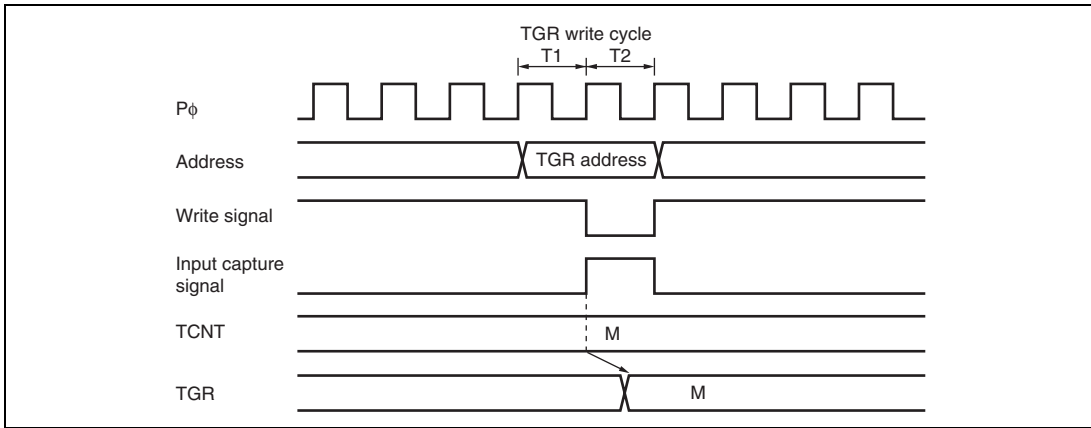 TGR write cycle
T1 T2
Pϕ
Address
TGR address
Write signal
Input capture
signal
TCNT
M
TGR
M